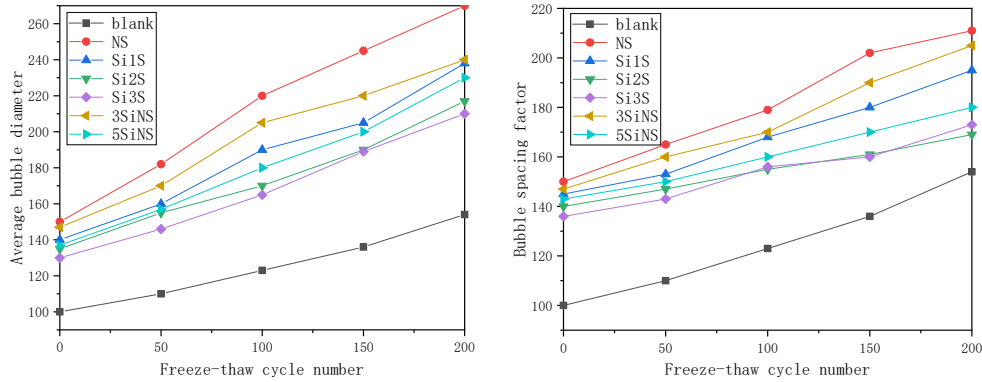 Average bubble diameter
260
240
220
200
180
160
140
120
100
blank
NS
Si1S
Si2S
Si3S
3SiNS
5SiNS
0 50 100 150 200
Freeze-thaw cycle number
Bubble spacing factor
220
200
180
160
140
120
100
blank
NS
Si1S
Si2S
Si3S
3SiNS
5SiNS
0 50 100 150 200
Freeze-thaw cycle number